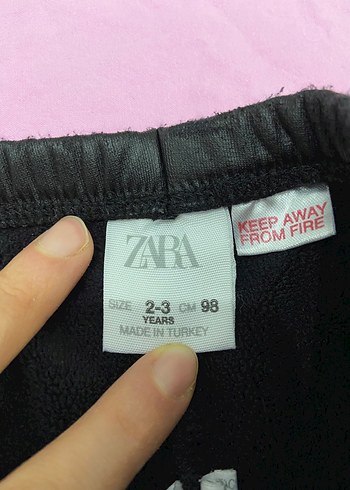 ZARA
SIZE 2-3 CM 98
YEARS
MADE IN TURKEY
KEEP AWAY
FROM FIRE